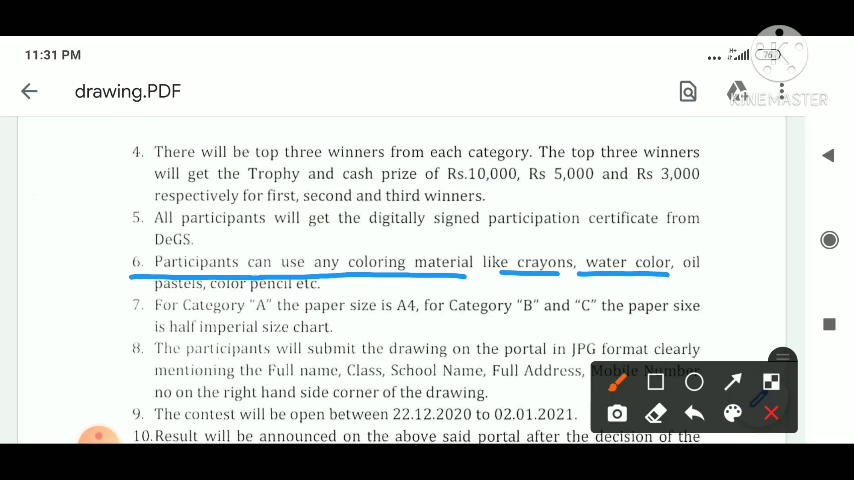 11:31 PM
76
KINEMASTER
drawing.PDF
4. There will be top three winners from each category. The top three winners
will get the Trophy and cash prize of Rs.10,000, Rs 5,000 and Rs 3,000
respectively for first, second and third winners.
5. All participants will get the digitally signed participation certificate from
DeGS.
6. Participants can use any coloring material like crayons, water color, oil
pastels, color pencil etc.
7. For Category “A” the paper size is A4, for Category “B” and “C” the paper sixe
is half imperial size chart.
8. The participants will submit the drawing on the portal in JPG format clearly
mentioning the Full name, Class, School Name, Full Address, Mobile Number
no on the right hand side corner of the drawing.
9. The contest will be open between 22.12.2020 to 02.01.2021.
10. Result will be announced on the above said portal after the decision of the